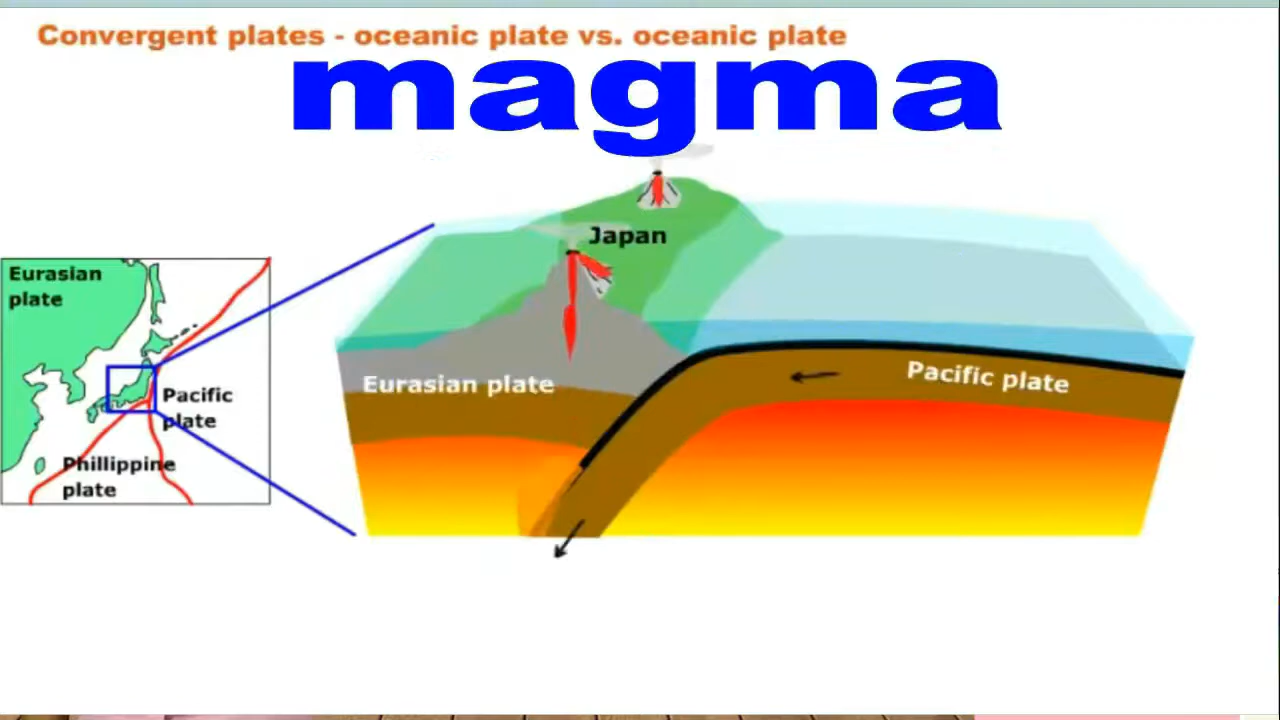 Convergent plates - oceanic plate vs. oceanic plate
magma
Japan
Eurasian
plate
Pacific
plate
Phillippine
plate
Eurasian plate
Pacific plate